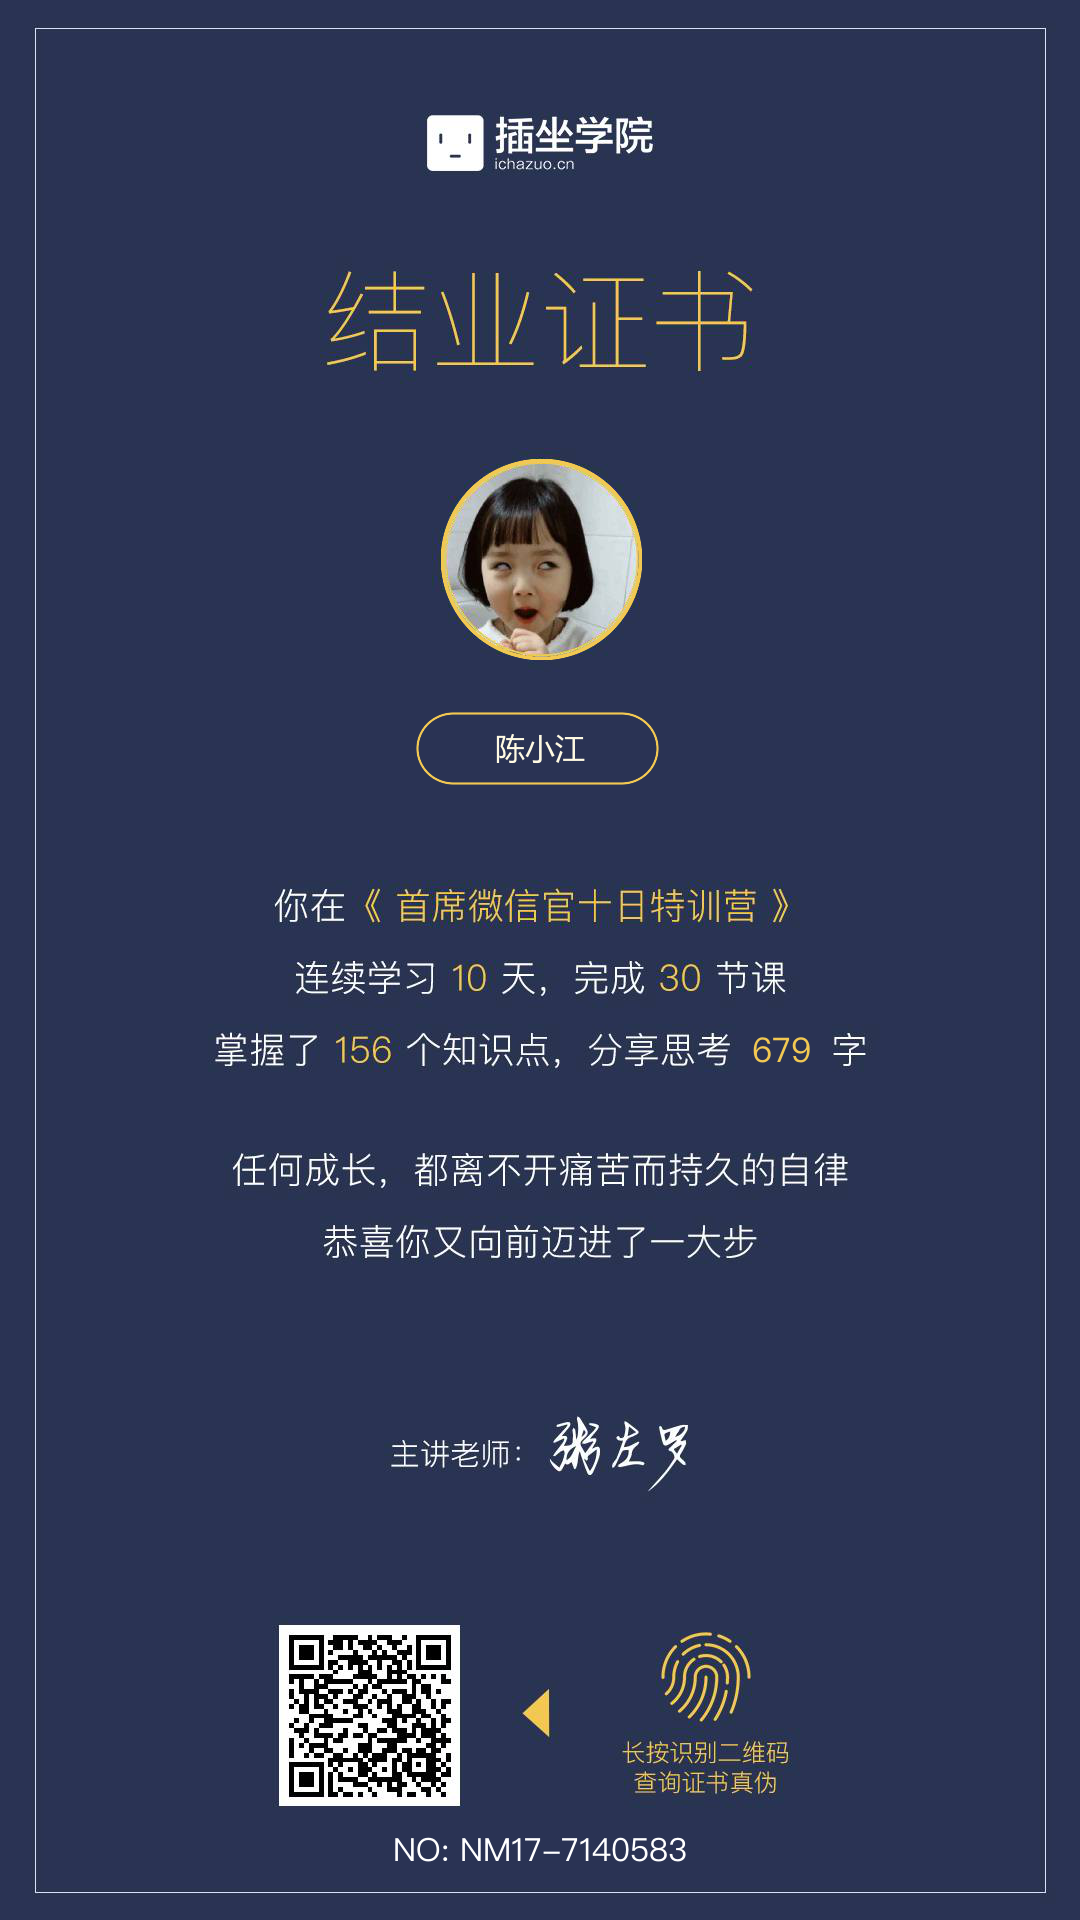 插坐学院
ichazuo.cn
结业证书
陈小江
你在《 首席微信官十日特训营 》
连续学习 10 天，完成 30 节课
掌握了 156 个知识点，分享思考 679 字
任何成长，都离不开痛苦而持久的自律
恭喜你又向前迈进了一大步
主讲老师：粥左罗
长按识别二维码
查询证书真伪
NO: NM17-7140583